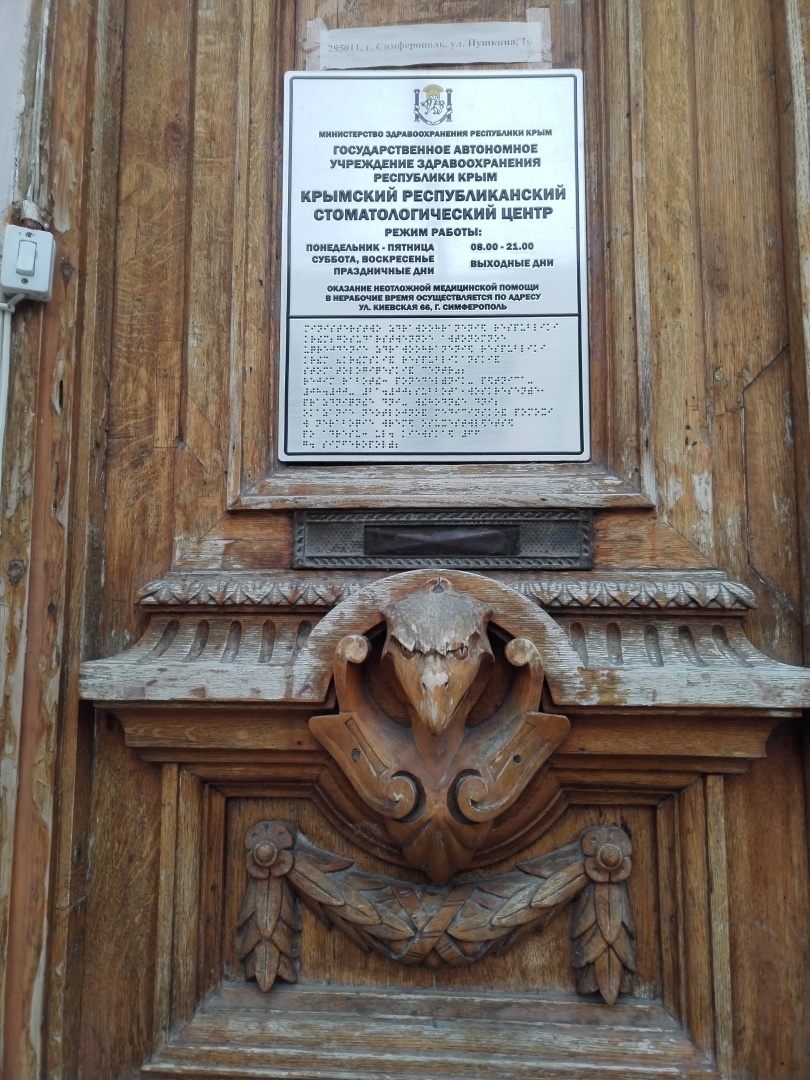 295011, г. Симферополь, ул. Пушкина, 16
МИНИСТЕРСТВО ЗДРАВООХРАНЕНИЯ РЕСПУБЛИКИ КРЫМ
ГОСУДАРСТВЕННОЕ АВТОНОМНОЕ
УЧРЕЖДЕНИЕ ЗДРАВООХРАНЕНИЯ
РЕСПУБЛИКИ КРЫМ
КРЫМСКИЙ РЕСПУБЛИКАНСКИЙ
СТОМАТОЛОГИЧЕСКИЙ ЦЕНТР
РЕЖИМ РАБОТЫ:
ПОНЕДЕЛЬНИК - ПЯТНИЦА 08.00 - 21.00
СУББОТА, ВОСКРЕСЕНЬЕ
ПРАЗДНИЧНЫЕ ДНИ ВЫХОДНЫЕ ДНИ
ОКАЗАНИЕ НЕОТЛОЖНОЙ МЕДИЦИНСКОЙ ПОМОЩИ
В НЕРАБОЧИЕ ВРЕМЯ ОСУЩЕСТВЛЯЕТСЯ ПО АДРЕСУ
УЛ. КИЕВСКАЯ 66, Г. СИМФЕРОПОЛЬ